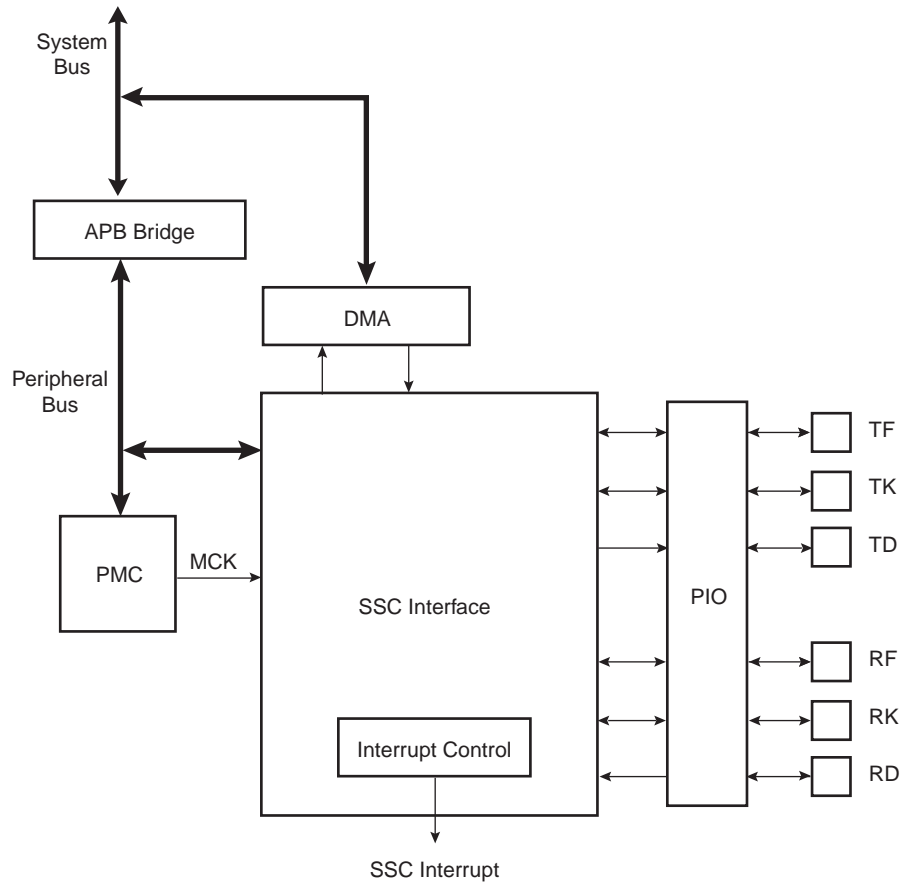 System
Bus
APB Bridge
DMA
Peripheral
Bus
PMC
MCK
SSC Interface
Interrupt Control
SSC Interrupt
PIO
TF
TK
TD
RF
RK
RD